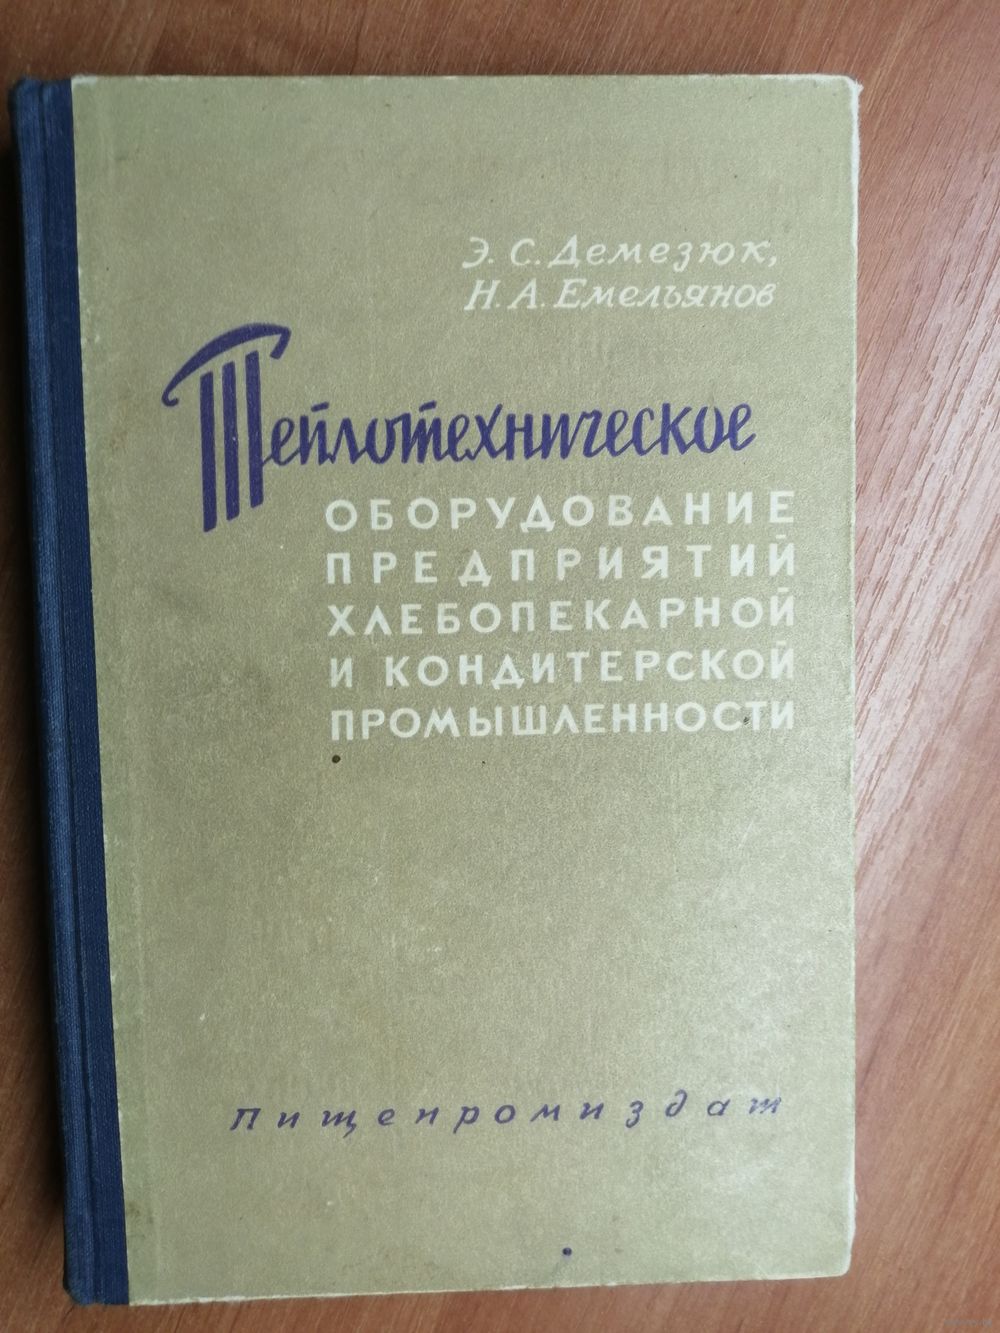 Э. С. Демезюк,
Н. А. Емельянов
Теплотехническое
ОБОРУДОВАНИЕ
ПРЕДПРИЯТИЙ
ХЛЕБОПЕКАРНОЙ
И КОНДИТЕРСКОЙ
ПРОМЫШЛЕННОСТИ
Пищепромиздат